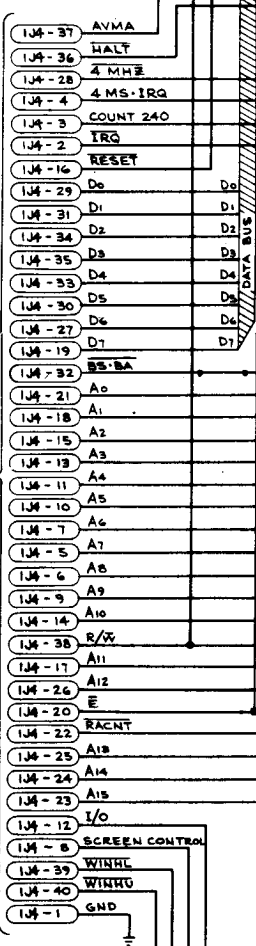 1J4-37 AVMA
1J4-36 HALT
1J4-28 4 MHZ
1J4-4 4 MS·IRQ
1J4-3 COUNT 240
1J4-2 IRQ
1J4-16 RESET
1J4-29 D0 D0
1J4-31 D1 D1
1J4-34 D2 D2
1J4-35 D3 D3
1J4-33 D4 D4
1J4-30 D5 D5
1J4-27 D6 D6
1J4-19 D7 D7
DATA BUS
1J4-32 BS·BA
1J4-21 A0
1J4-18 A1
1J4-15 A2
1J4-13 A3
1J4-11 A4
1J4-10 A5
1J4-7 A6
1J4-5 A7
1J4-6 A8
1J4-9 A9
1J4-14 A10
1J4-38 R/W̅
1J4-17 A11
1J4-26 A12
1J4-20 E̅
1J4-22 RACNT
1J4-25 A13
1J4-24 A14
1J4-23 A15
1J4-12 I/O
1J4-8 SCREEN CONTROL
1J4-39 WINHL
1J4-40 WINHU
1J4-1 GND